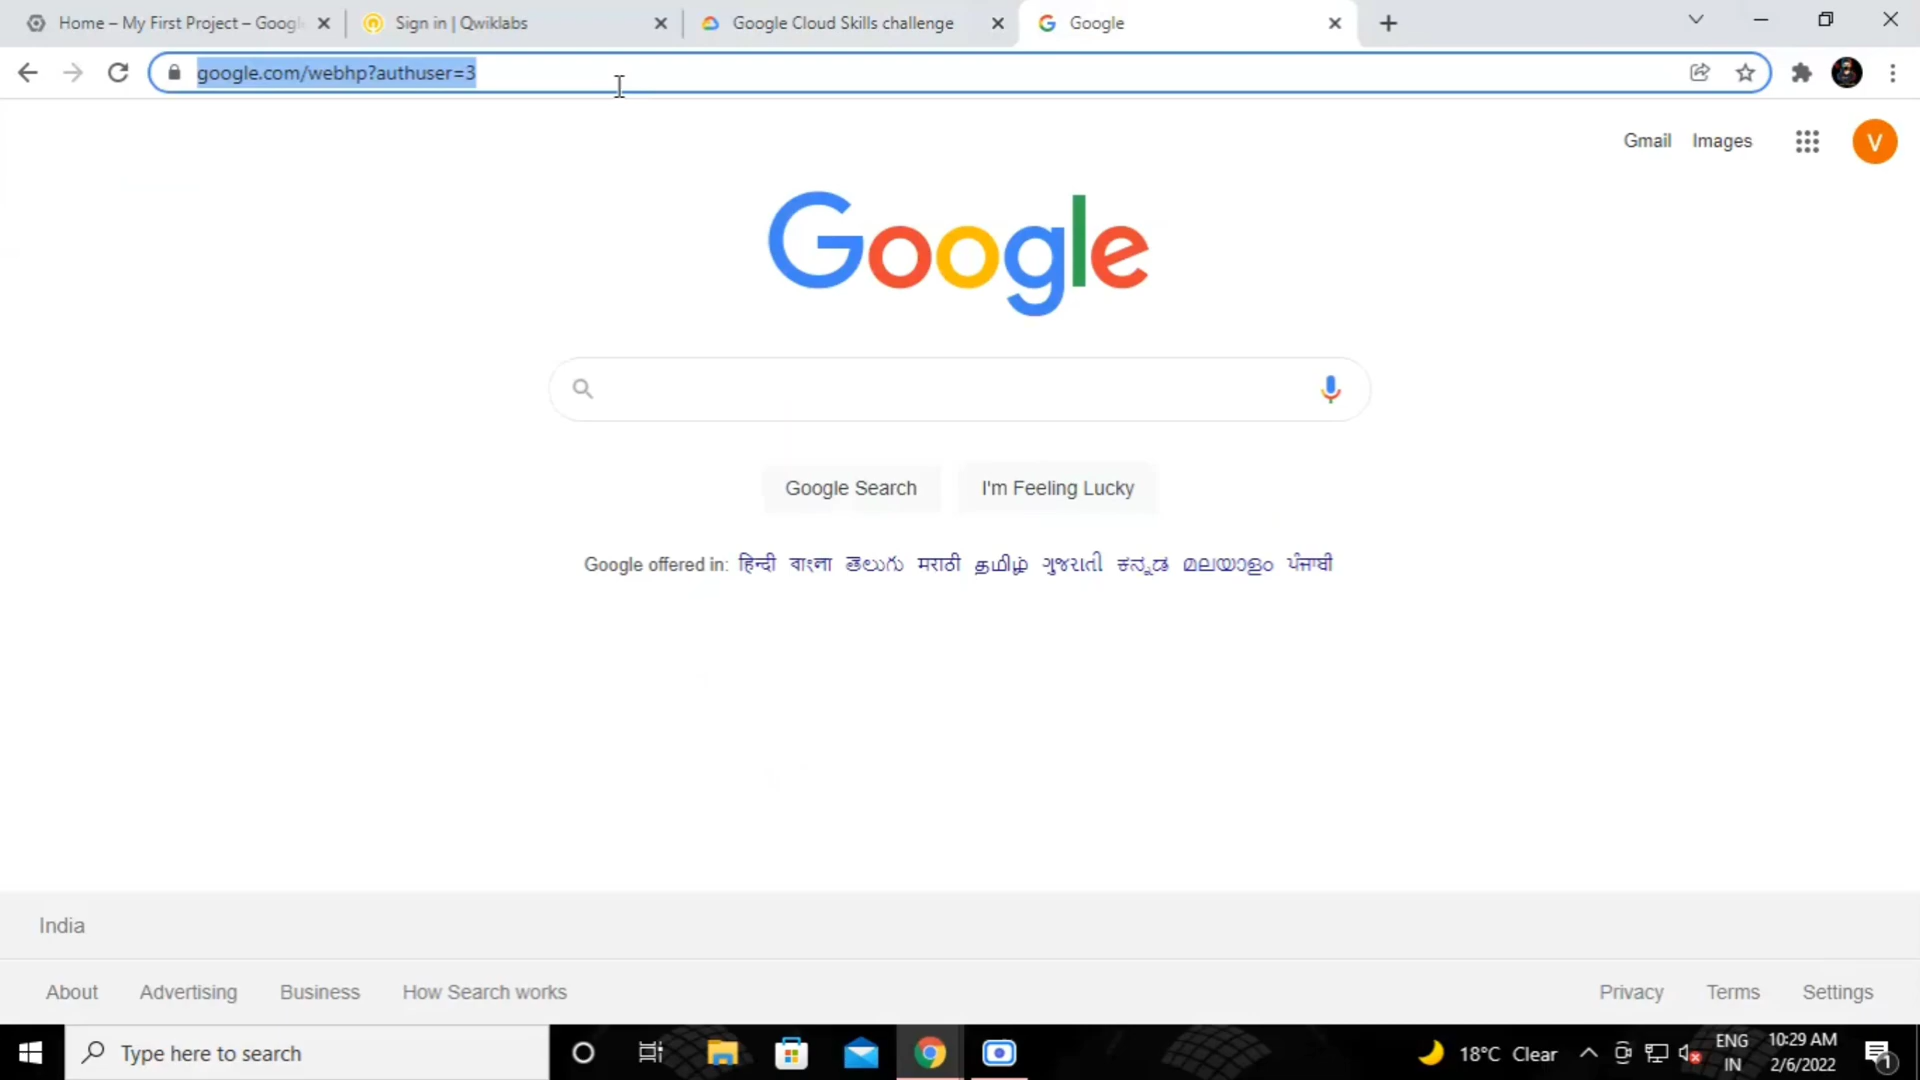 Home – My First Project – Googl
Sign in | Qwiklabs
Google Cloud Skills challenge
Google
google.com/webhp?authuser=3
Gmail Images
V
Google
Google Search
I'm Feeling Lucky
Google offered in: हिन्दी বাংলা తెలుగు मराठी தமிழ் ગુજરાતી ಕನ್ನಡ മലയാളം ਪੰਜਾਬੀ
India
About Advertising Business How Search works
Privacy Terms Settings
Type here to search
18°C Clear
ENG
IN
10:29 AM
2/6/2022
1